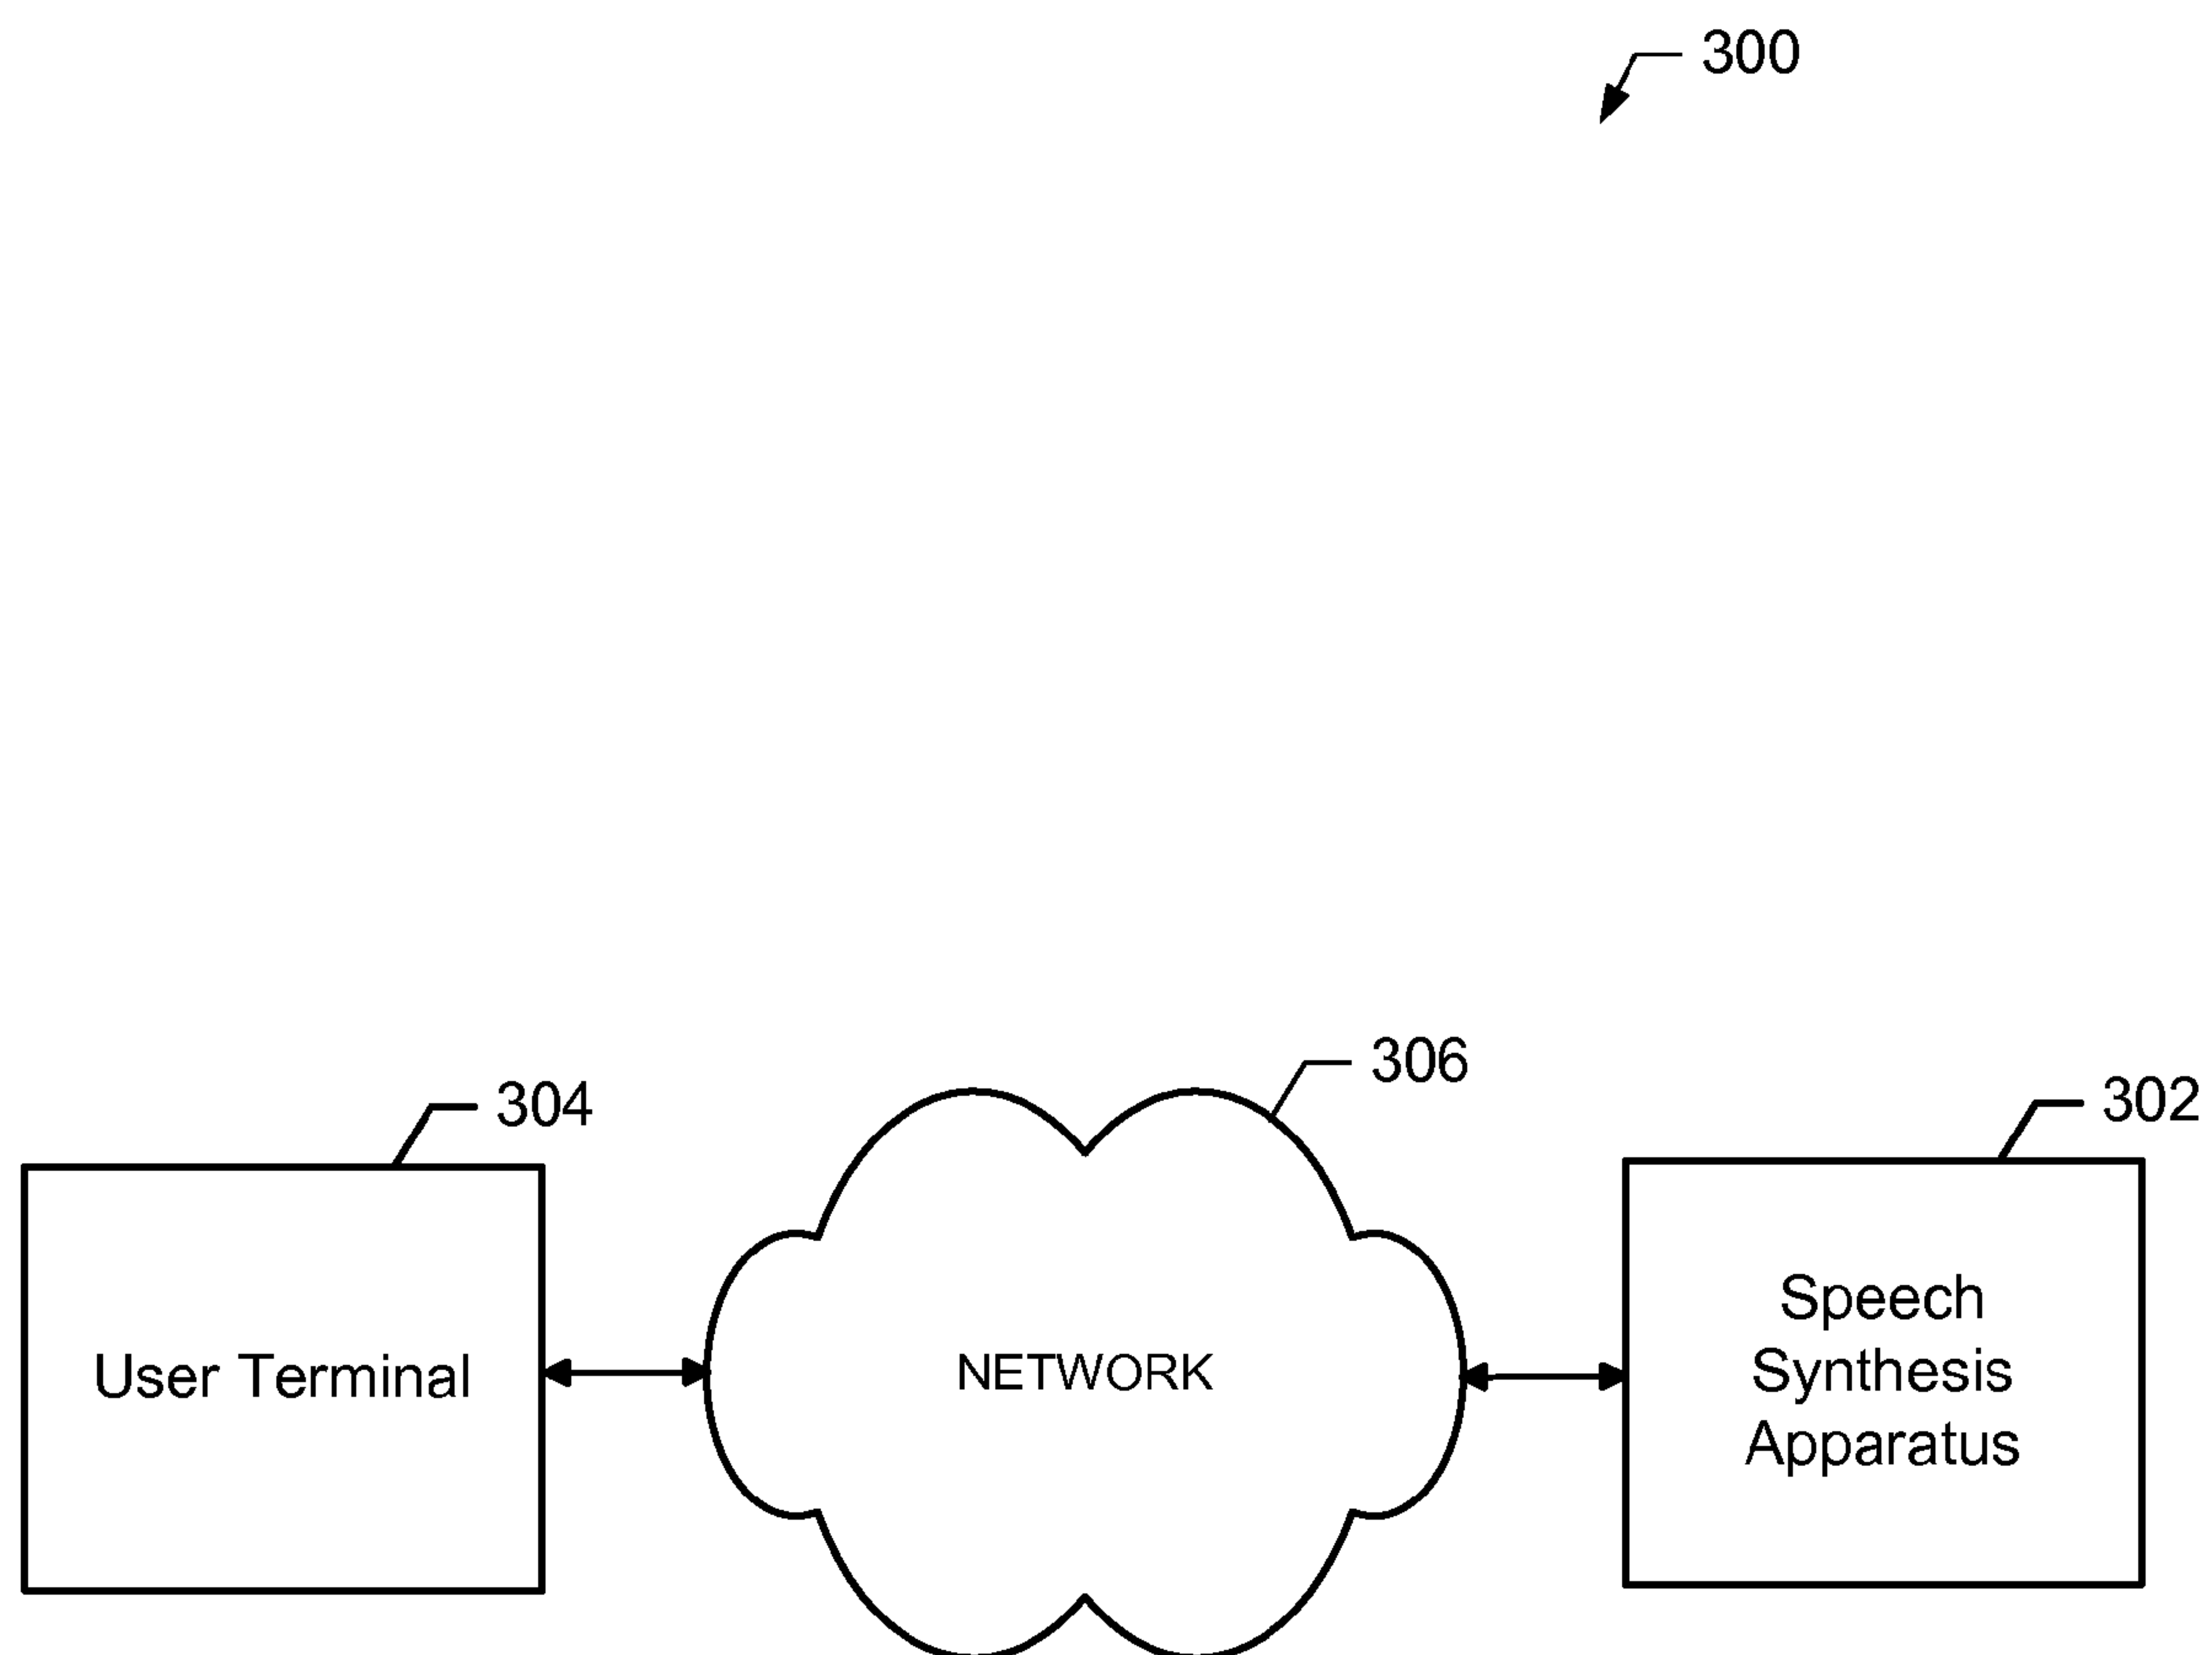 300
306
304
302
User Terminal
NETWORK
Speech
Synthesis
Apparatus